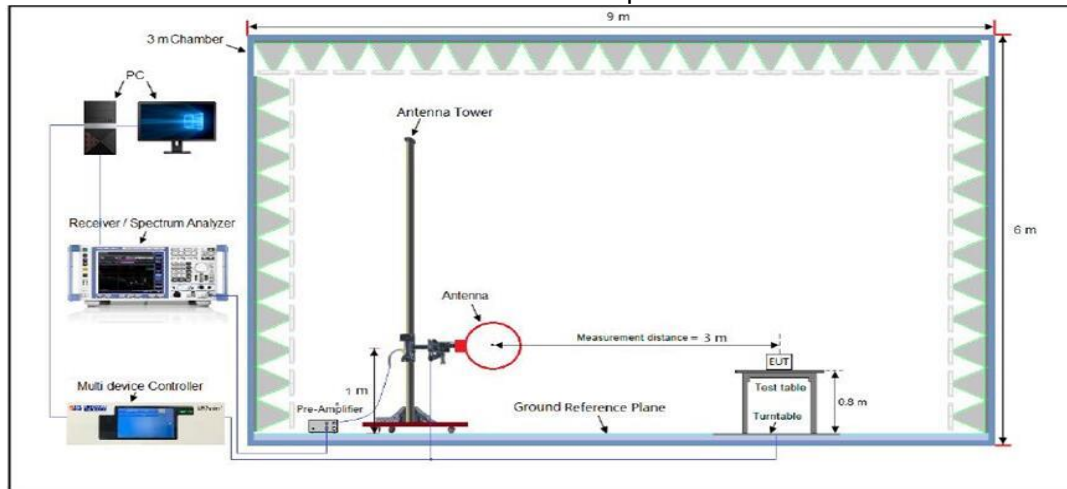 9 m
3 m Chamber
PC
Antenna Tower
Receiver / Spectrum Analyzer
6 m
Antenna
Measurement distance = 3 m
EUT
Multi device Controller
1 m
Test table
0.8 m
Pre-Amplifier
Ground Reference Plane
Turntable